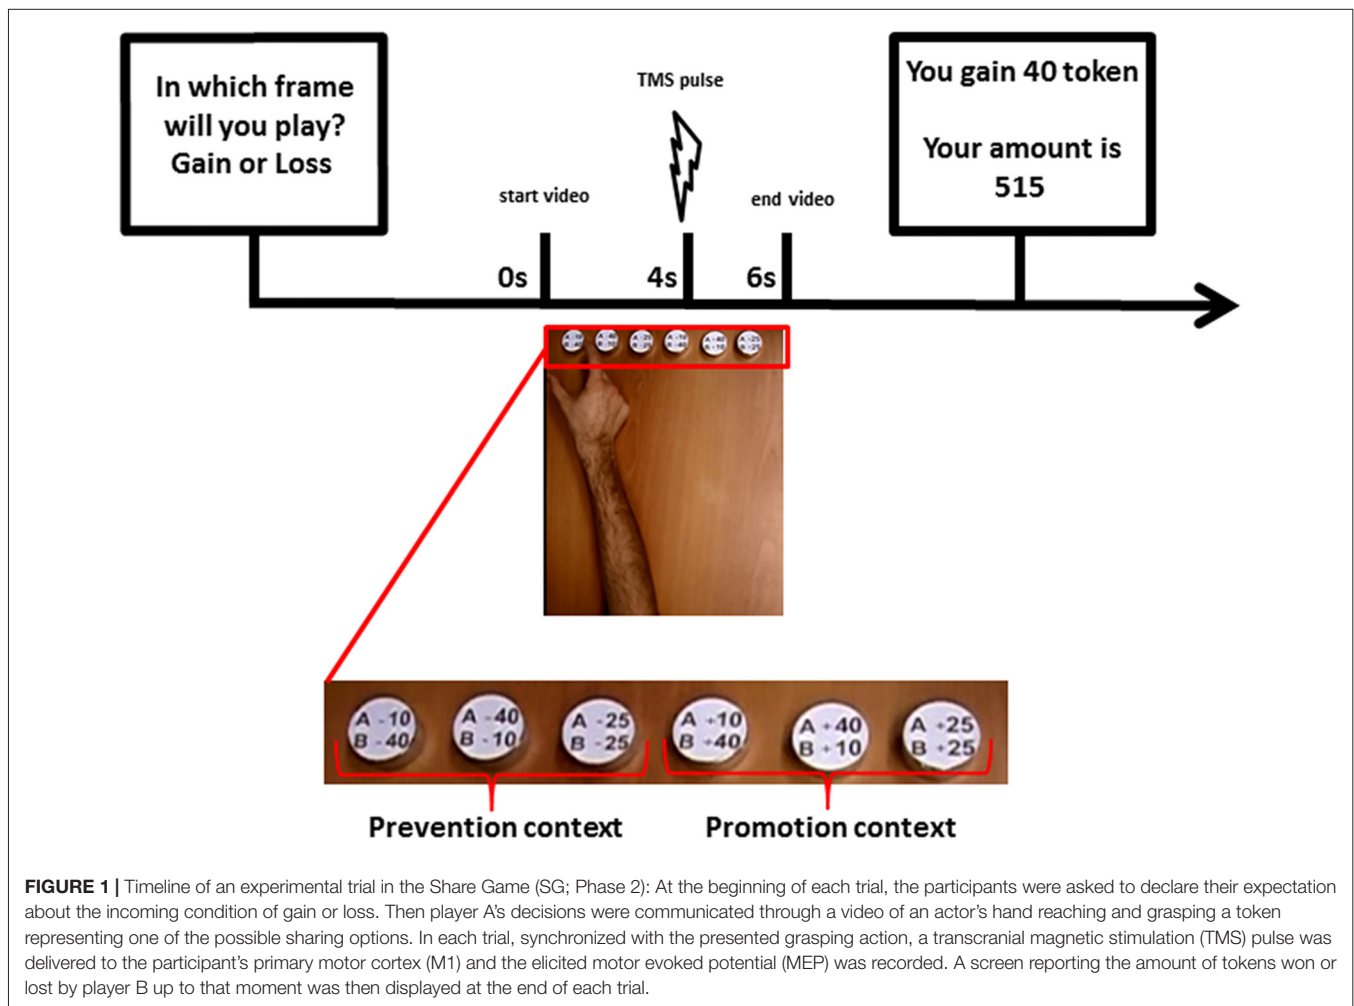 In which frame
will you play?
Gain or Loss
TMS pulse
start video
end video
You gain 40 token
Your amount is
515
0s
4s
6s
A -10
B -40
A -40
B -10
A -25
B -25
A +10
B +40
A +40
B +10
A +25
B +25
Prevention context
Promotion context
FIGURE 1 | Timeline of an experimental trial in the Share Game (SG; Phase 2): At the beginning of each trial, the participants were asked to declare their expectation
about the incoming condition of gain or loss. Then player A's decisions were communicated through a video of an actor's hand reaching and grasping a token
representing one of the possible sharing options. In each trial, synchronized with the presented grasping action, a transcranial magnetic stimulation (TMS) pulse was
delivered to the participant's primary motor cortex (M1) and the elicited motor evoked potential (MEP) was recorded. A screen reporting the amount of tokens won or
lost by player B up to that moment was then displayed at the end of each trial.